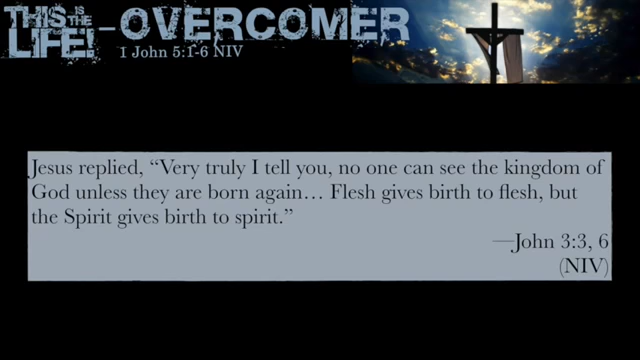 THIS IS THE LIFE! – OVERCOMER
1 John 5:1-6 NIV
Jesus replied, “Very truly I tell you, no one can see the kingdom of
God unless they are born again… Flesh gives birth to flesh, but
the Spirit gives birth to spirit.”
—John 3:3, 6
(NIV)